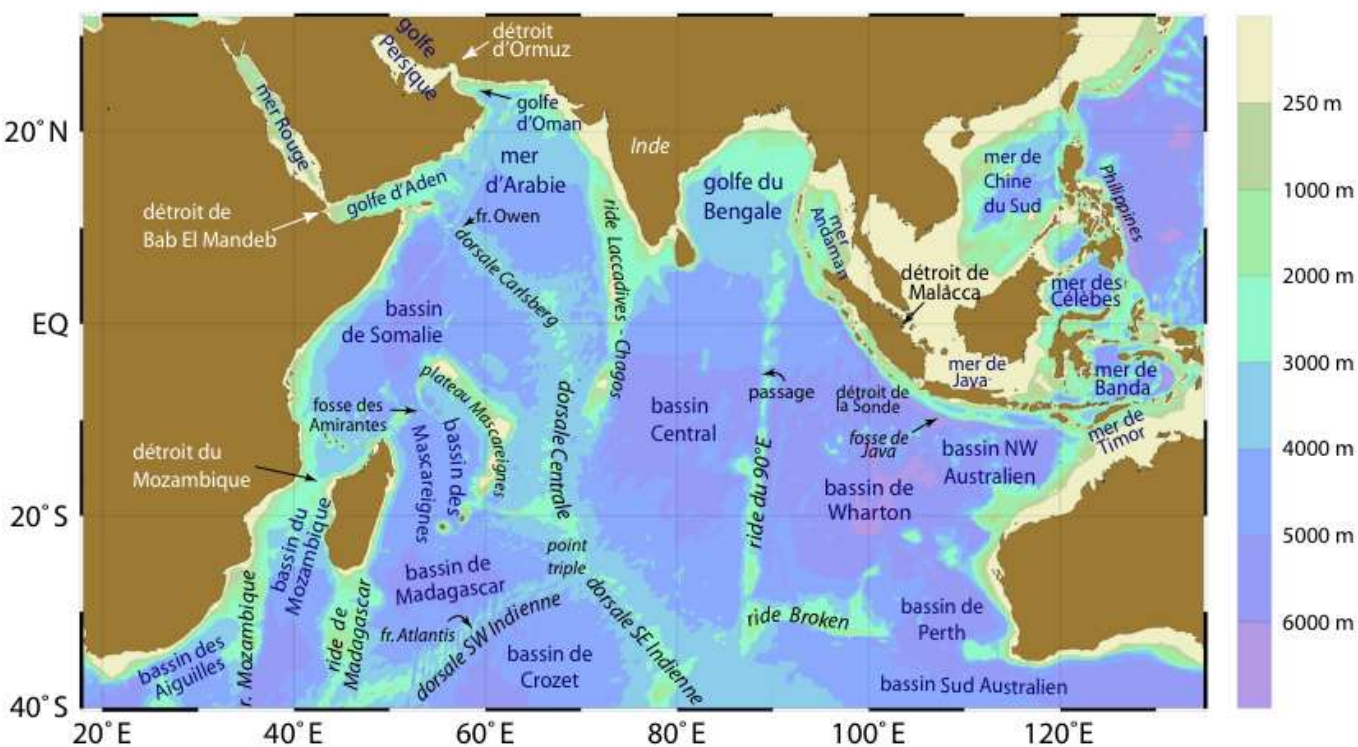 golfe
Persique
détroit
d'Ormuz
mer Rouge
golfe
d'Oman
Inde
mer
d'Arabie
golfe d'Aden
détroit de
Bab El Mandeb
fr. Owen
dorsale Carlsberg
ride Laccadives - Chagos
golfe du
Bengale
mer
Andaman
mer de
Chine
du Sud
Philippines
détroit de
Malacca
mer des
Célèbes
bassin
de Somalie
mer de
Java
mer de
Banda
mer de
Timor
plateau Mascareignes
fosse des
Amirantes
bassin des
Mascareignes
dorsale Centrale
bassin
Central
passage
ride du 90°E
détroit de
la Sonde
fosse de
Java
bassin NW
Australien
bassin de
Wharton
détroit du
Mozambique
bassin du
Mozambique
r. Mozambique
ride de
Madagascar
bassin des
Aiguilles
bassin de
Madagascar
point
triple
fr. Atlantis
dorsale SW Indienne
dorsale SE Indienne
bassin de
Crozet
ride Broken
bassin de
Perth
bassin Sud Australien
20°N
EQ
20°S
40°S
20°E
40°E
60°E
80°E
100°E
120°E
250 m
1000 m
2000 m
3000 m
4000 m
5000 m
6000 m